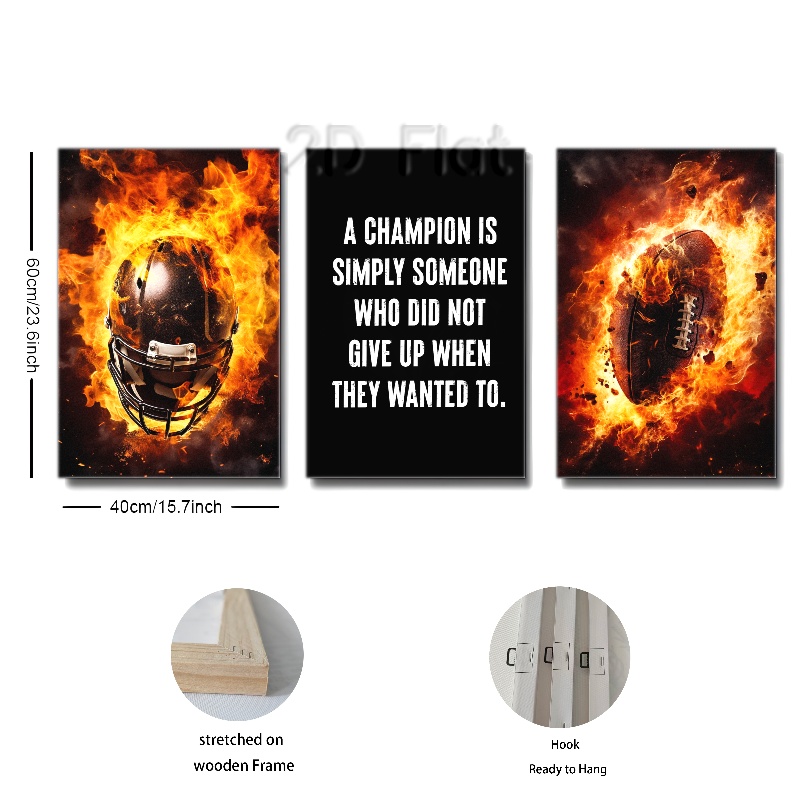 2D Flat
A CHAMPION IS
SIMPLY SOMEONE
WHO DID NOT
GIVE UP WHEN
THEY WANTED TO.
60cm/23.6inch
40cm/15.7inch
stretched on
wooden Frame
Hook
Ready to Hang